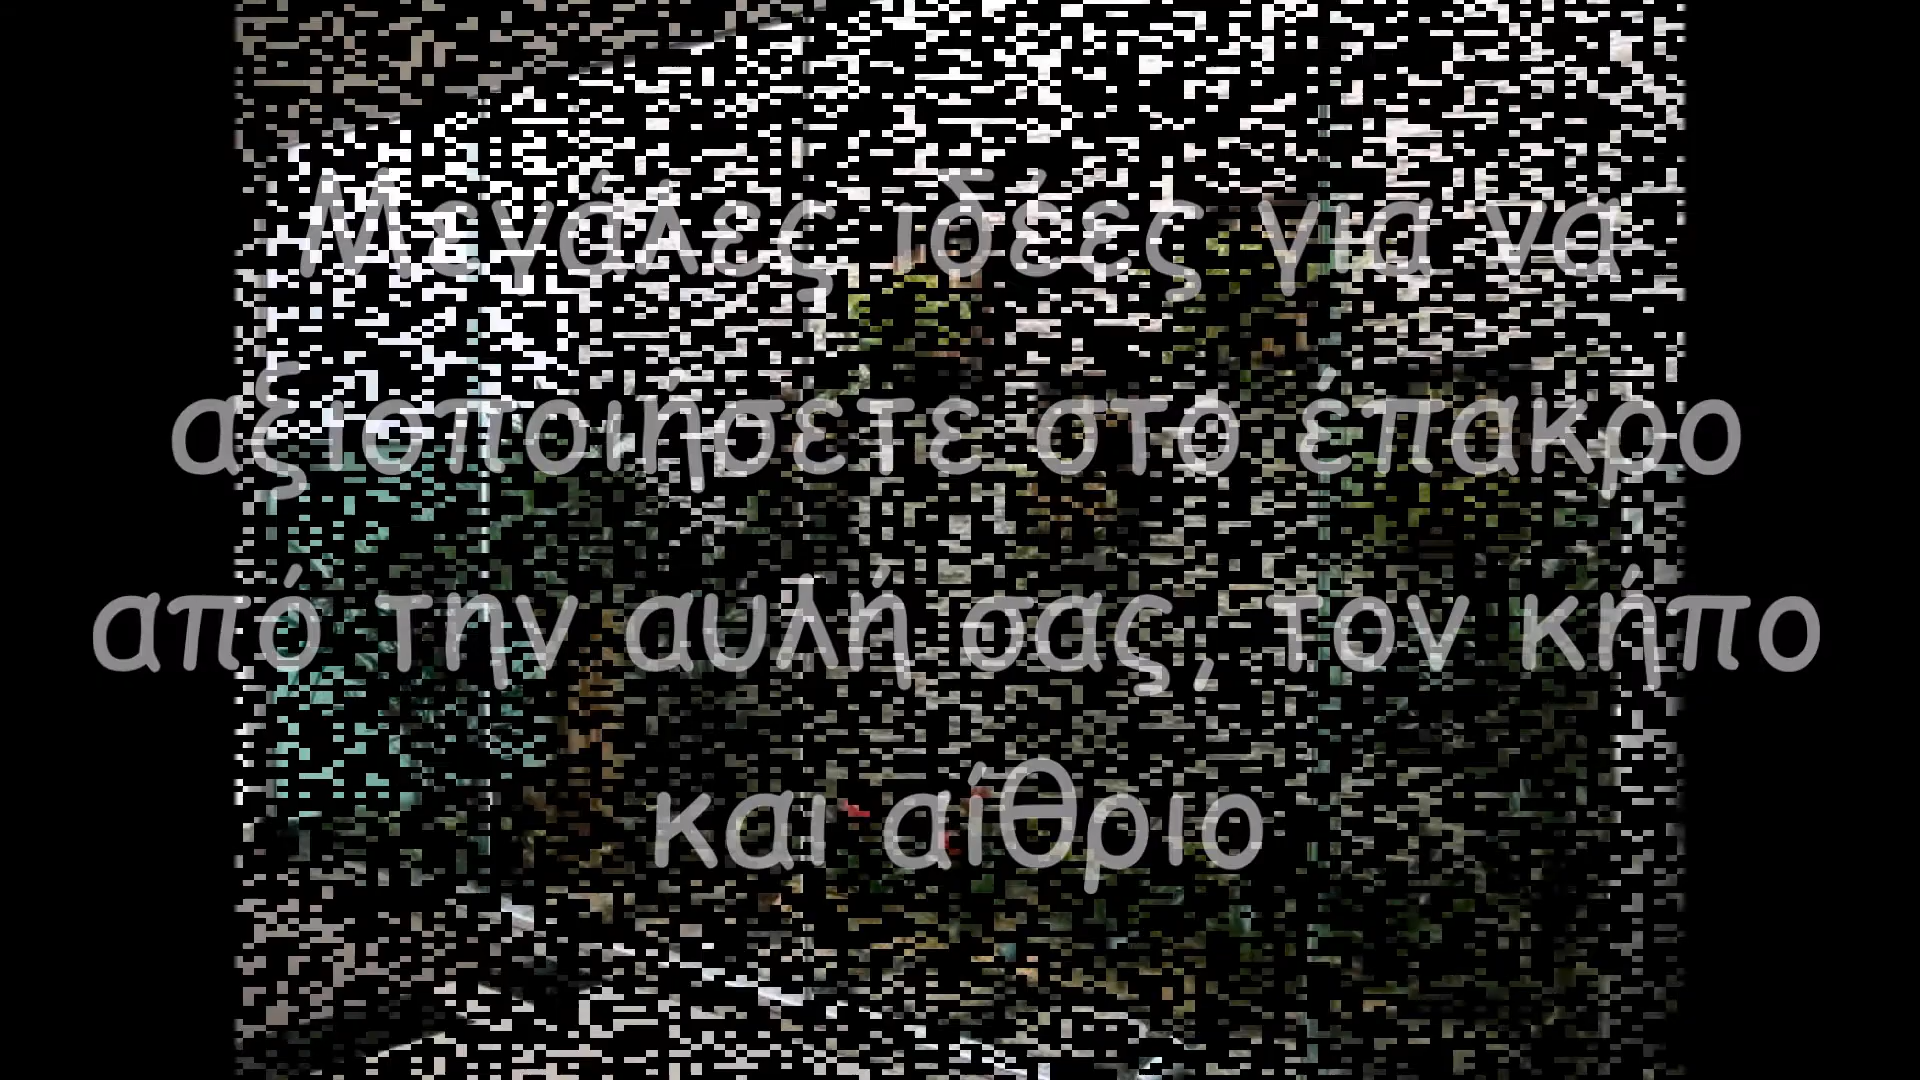 Μεγάλες ιδέες για να
αξιοποιήσετε στο έπακρο
από την αυλή σας, τον κήπο
και αίθριο